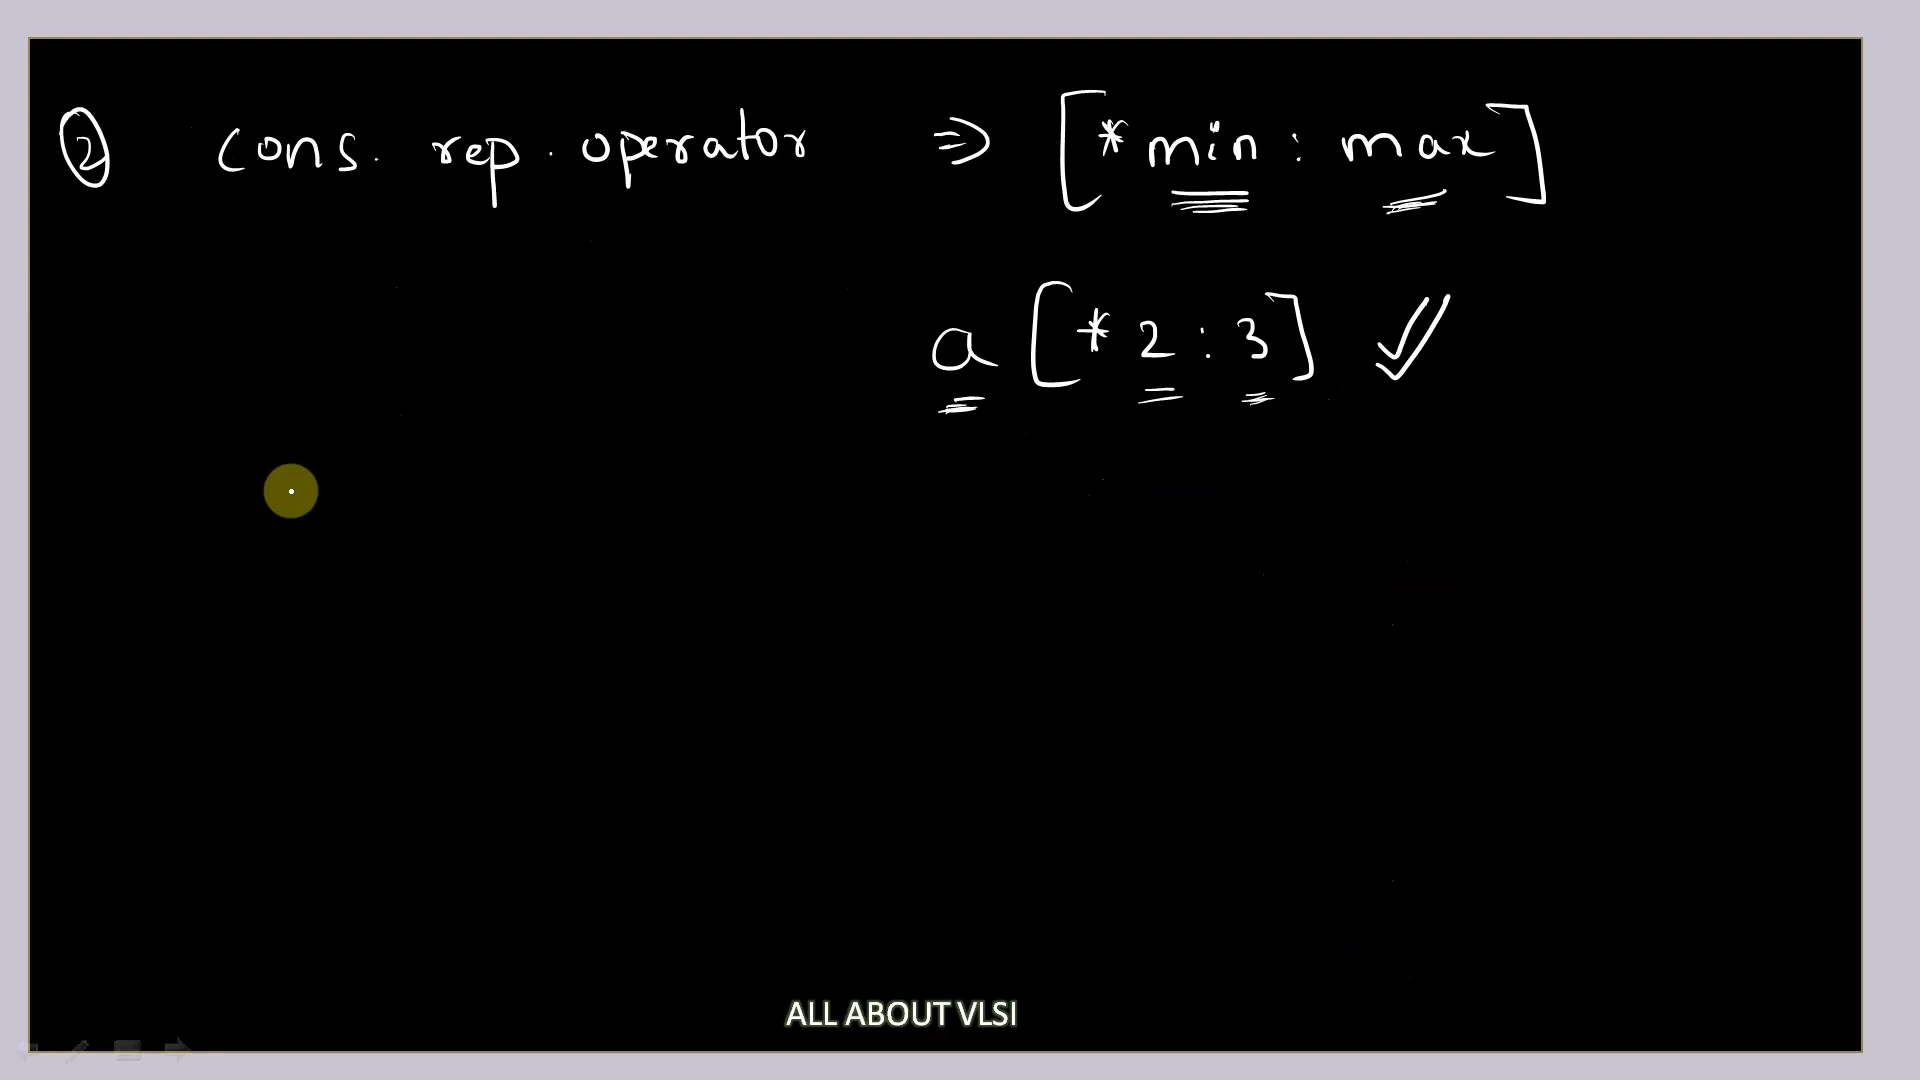 ② cons. rep. operator ⇒ [*min : max]
a [*2 : 3] ✓
ALL ABOUT VLSI